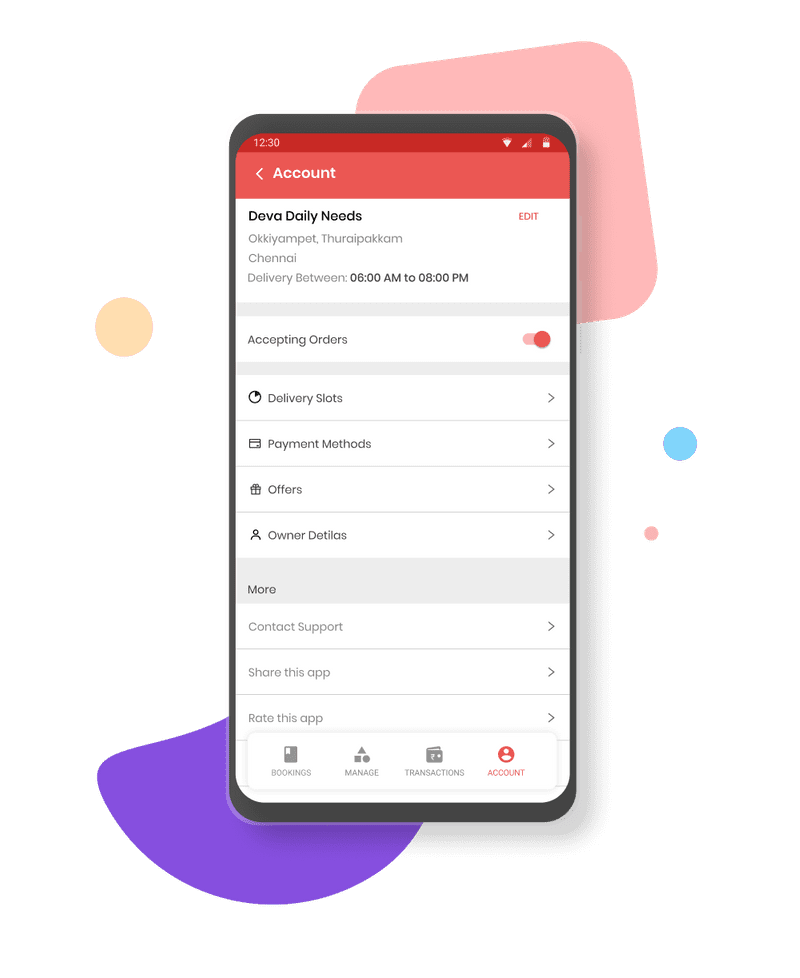 12:30
Account
Deva Daily Needs EDIT
Okkiyampet, Thuraipakkam
Chennai
Delivery Between: 06:00 AM to 08:00 PM
Accepting Orders
Delivery Slots
Payment Methods
Offers
Owner Detilas
More
Contact Support
Share this app
Rate this app
BOOKINGS MANAGE TRANSACTIONS ACCOUNT